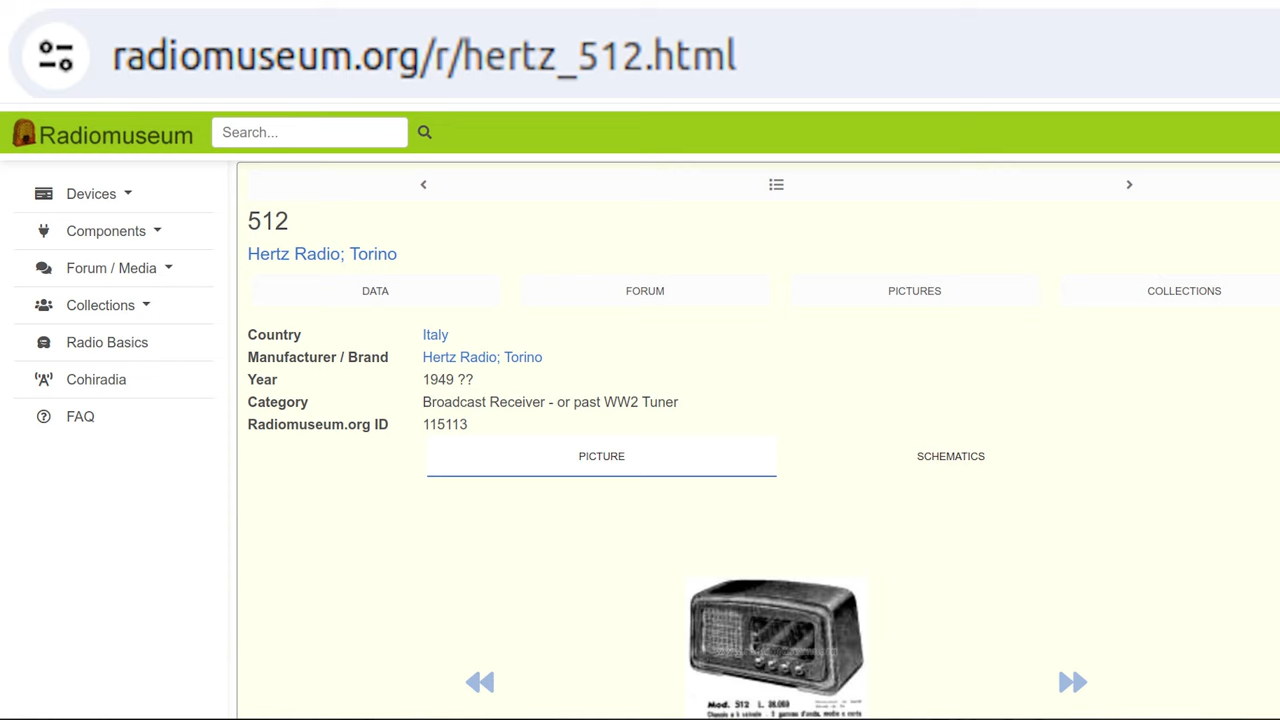 radiomuseum.org/r/hertz_512.html
Radiomuseum
Search...
Devices
Components
Forum / Media
Collections
Radio Basics
Cohiradia
FAQ
512
Hertz Radio; Torino
DATA FORUM PICTURES COLLECTIONS
Country Italy
Manufacturer / Brand Hertz Radio; Torino
Year 1949 ??
Category Broadcast Receiver - or past WW2 Tuner
Radiomuseum.org ID 115113
PICTURE SCHEMATICS
Mod. 512 L. 26.003